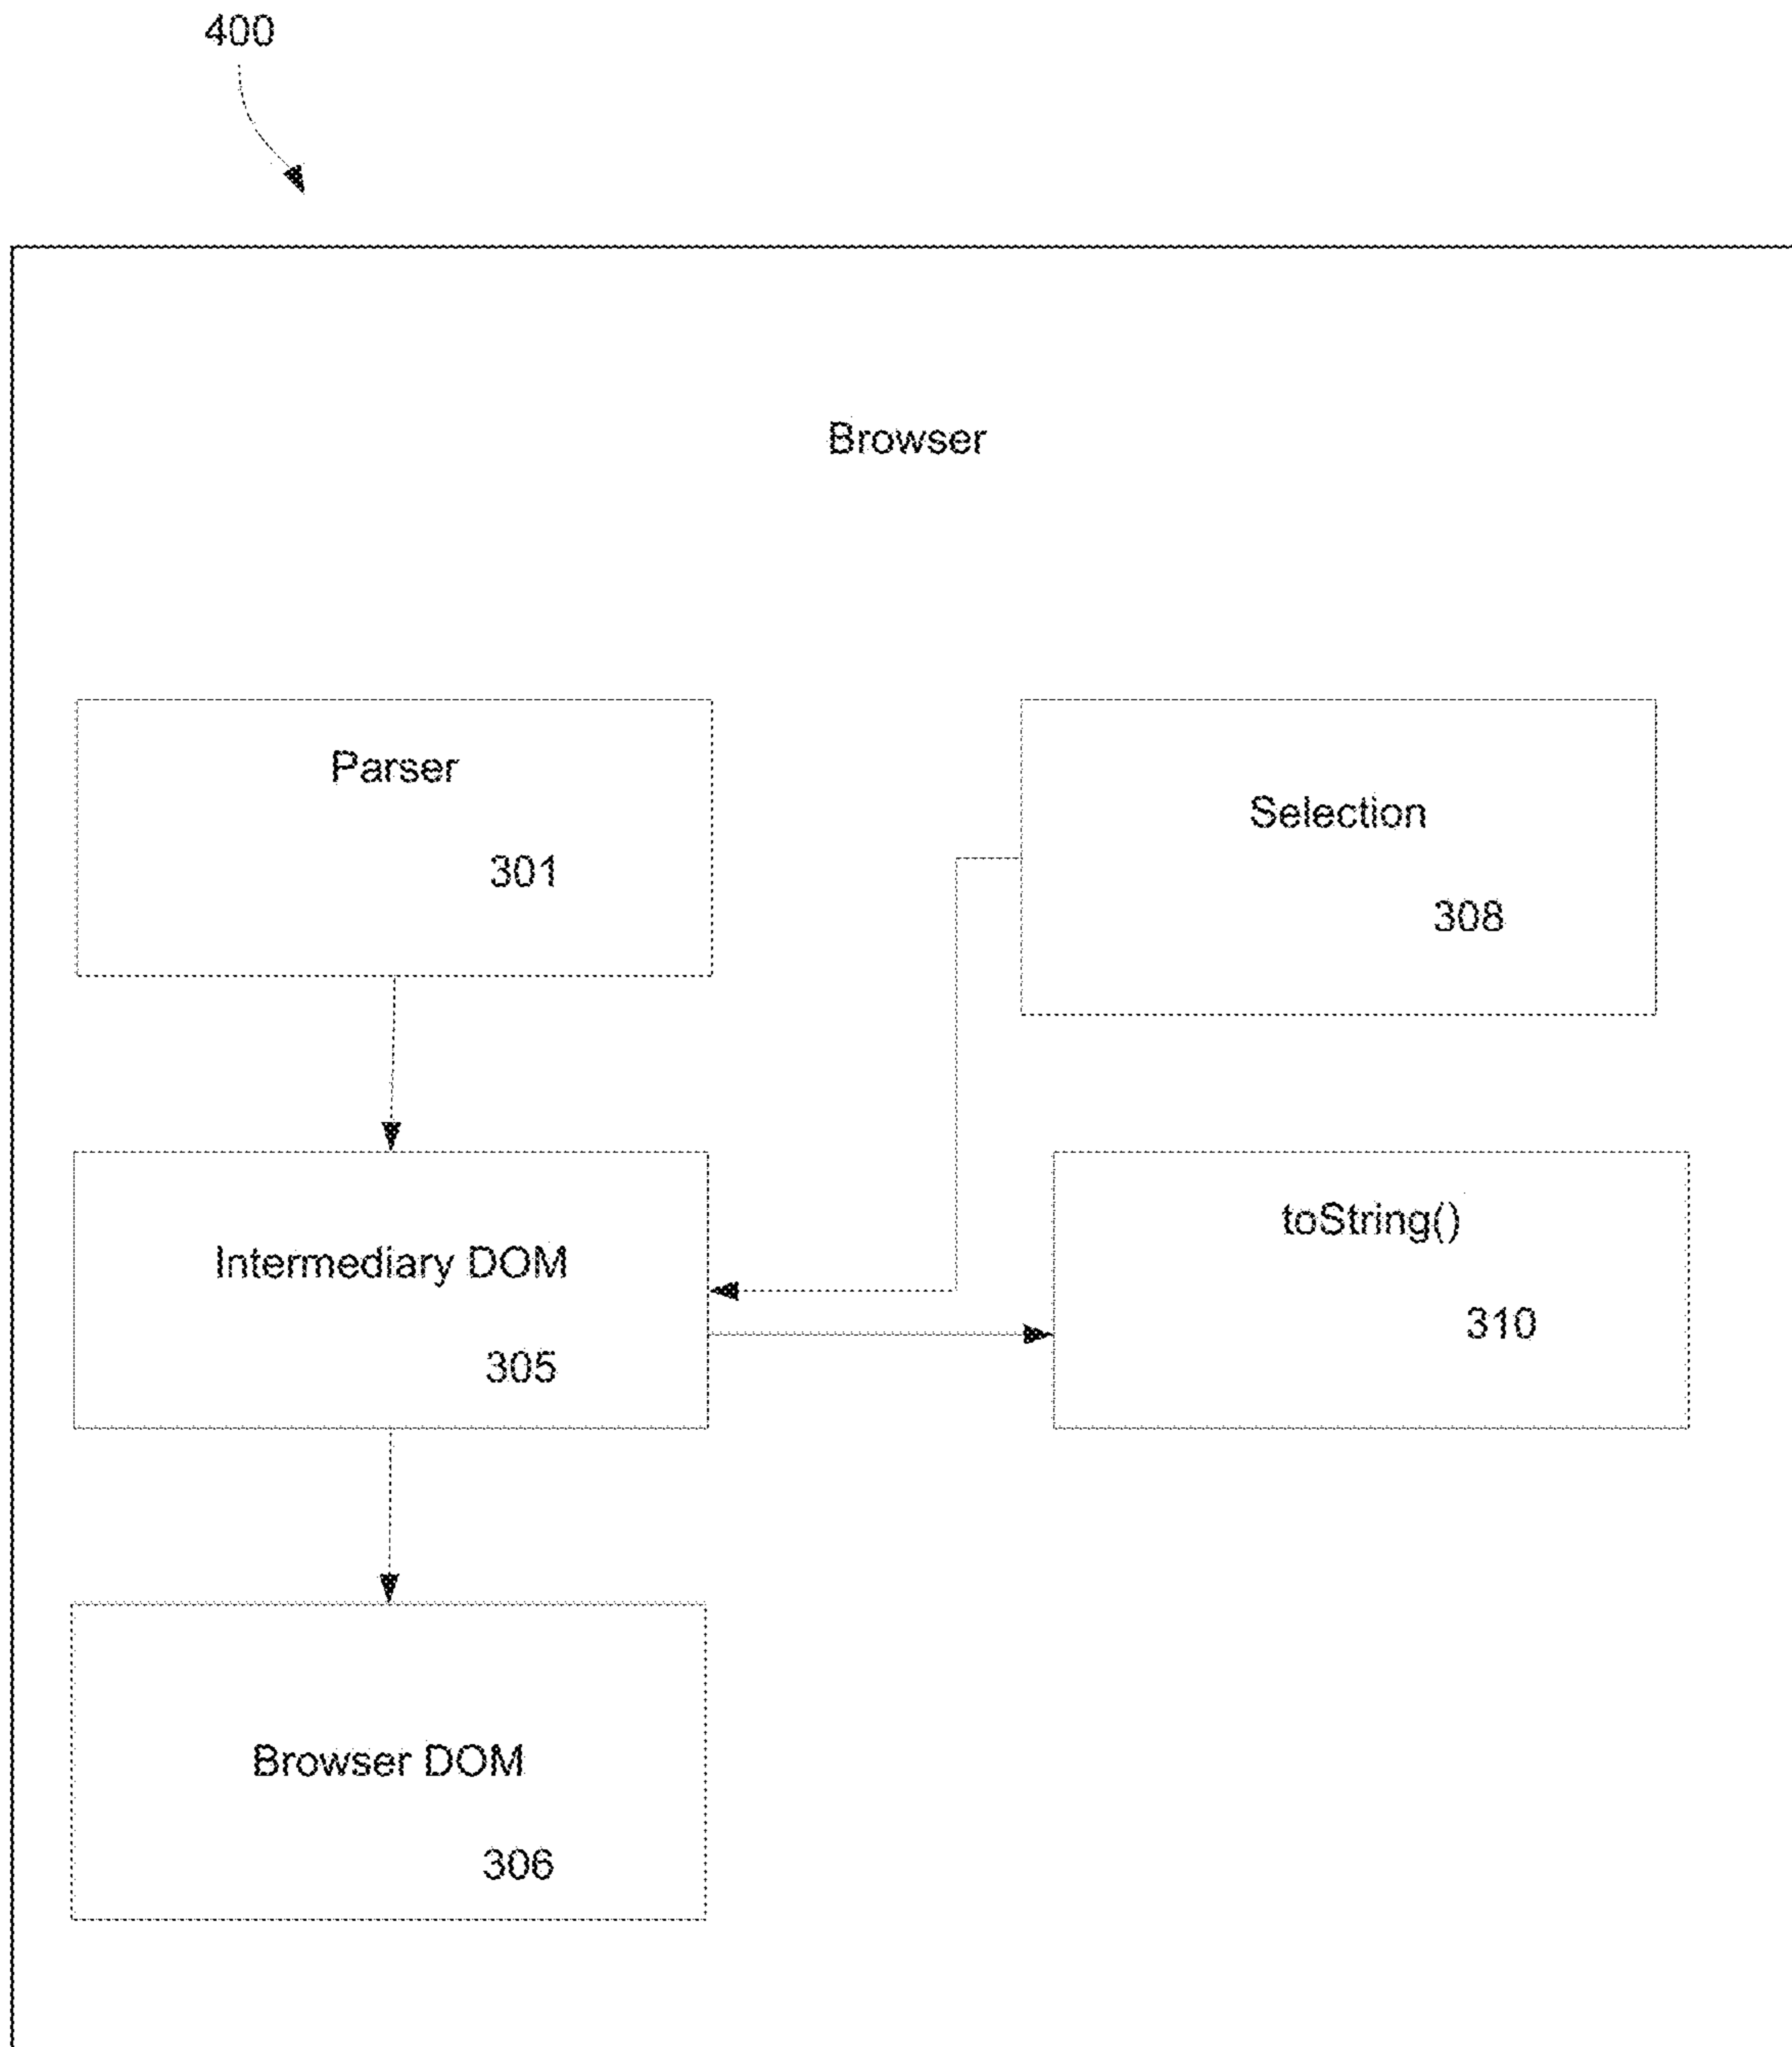 400
Browser
Parser
301
Selection
308
Intermediary DOM
305
toString()
310
Browser DOM
306